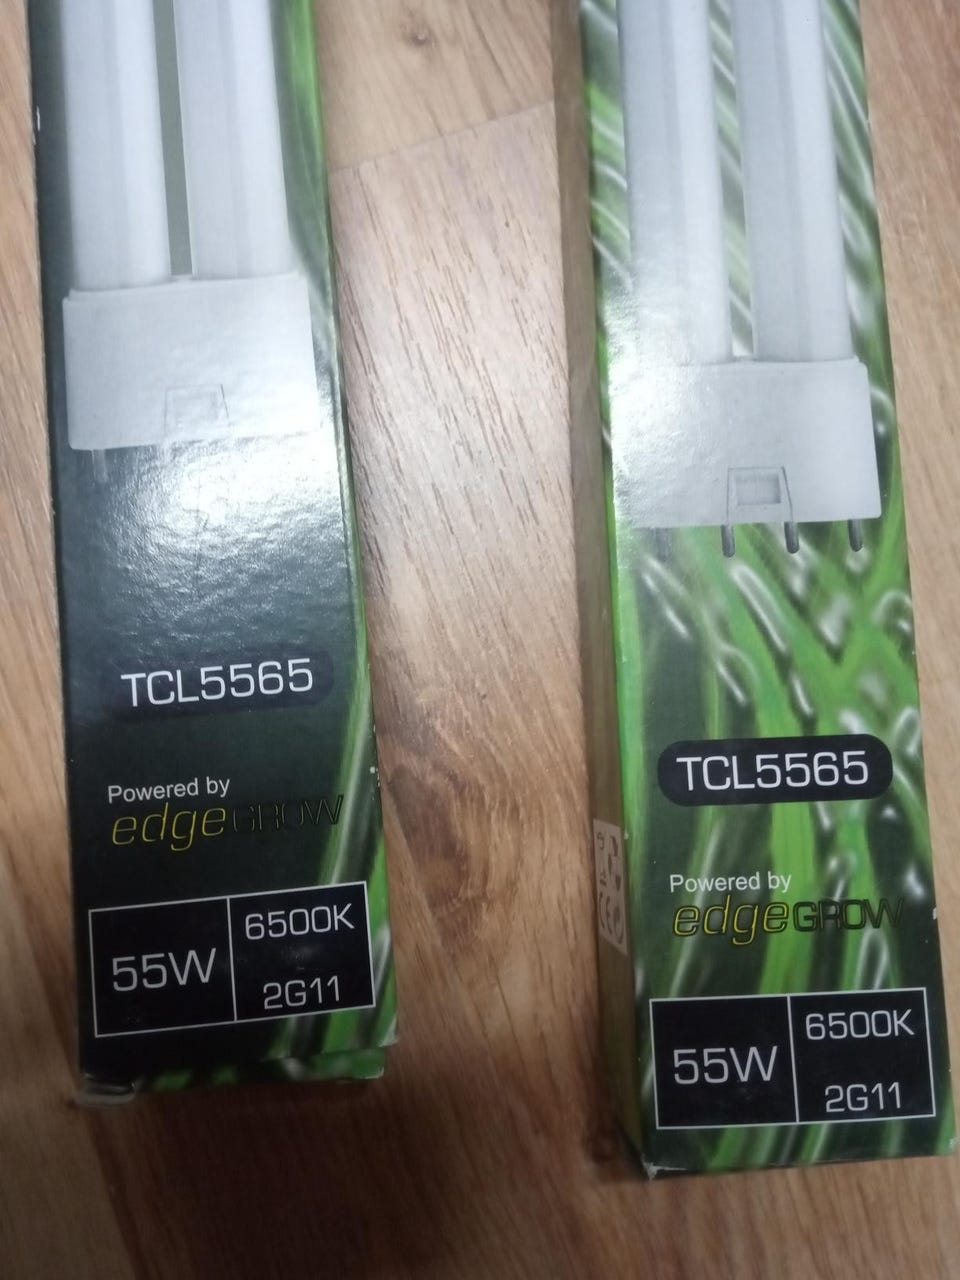 TCL5565
Powered by
edgeGROW
55W
6500K
2G11
TCL5565
Powered by
edgeGROW
55W
6500K
2G11